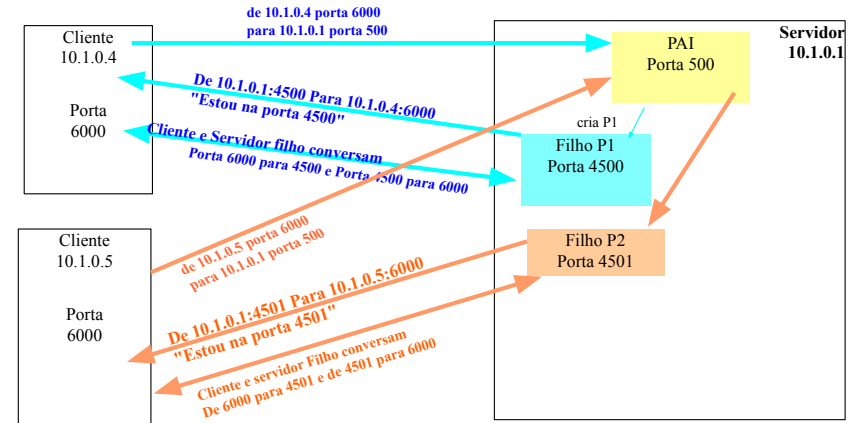 de 10.1.0.4 porta 6000
para 10.1.0.1 porta 500
Cliente
10.1.0.4
Porta
6000
PAI
Porta 500
Servidor
10.1.0.1
De 10.1.0.1:4500 Para 10.1.0.4:6000
"Estou na porta 4500"
cria P1
Filho P1
Porta 4500
Cliente e Servidor filho conversam
Porta 6000 para 4500 e Porta 4500 para 6000
Cliente
10.1.0.5
Porta
6000
de 10.1.0.5 porta 6000
para 10.1.0.1 porta 500
Filho P2
Porta 4501
De 10.1.0.1:4501 Para 10.1.0.5:6000
"Estou na porta 4501"
Cliente e servidor Filho conversam
De 6000 para 4501 e de 4501 para 6000